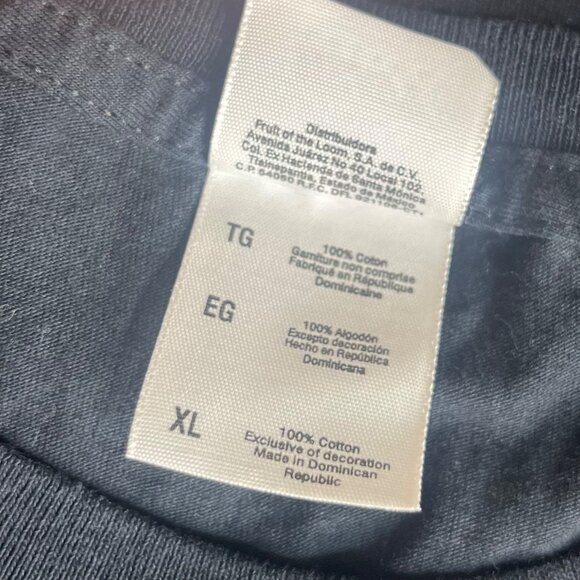 Distribuidora
Fruit of the Loom, S.A. de C.V.
Avenida Juárez No 40 Local 102,
Col. Ex Hacienda de Santa Mónica
Tlalnepantla, Estado de México
C.P. 54050 R.F.C.
TG
100% Coton
Garniture non comprise
Fabriqué en République
Dominicaine
EG
100% Algodón
Excepto decoración
Hecho en República
Dominicana
XL
100% Cotton
Exclusive of decoration
Made in Dominican
Republic